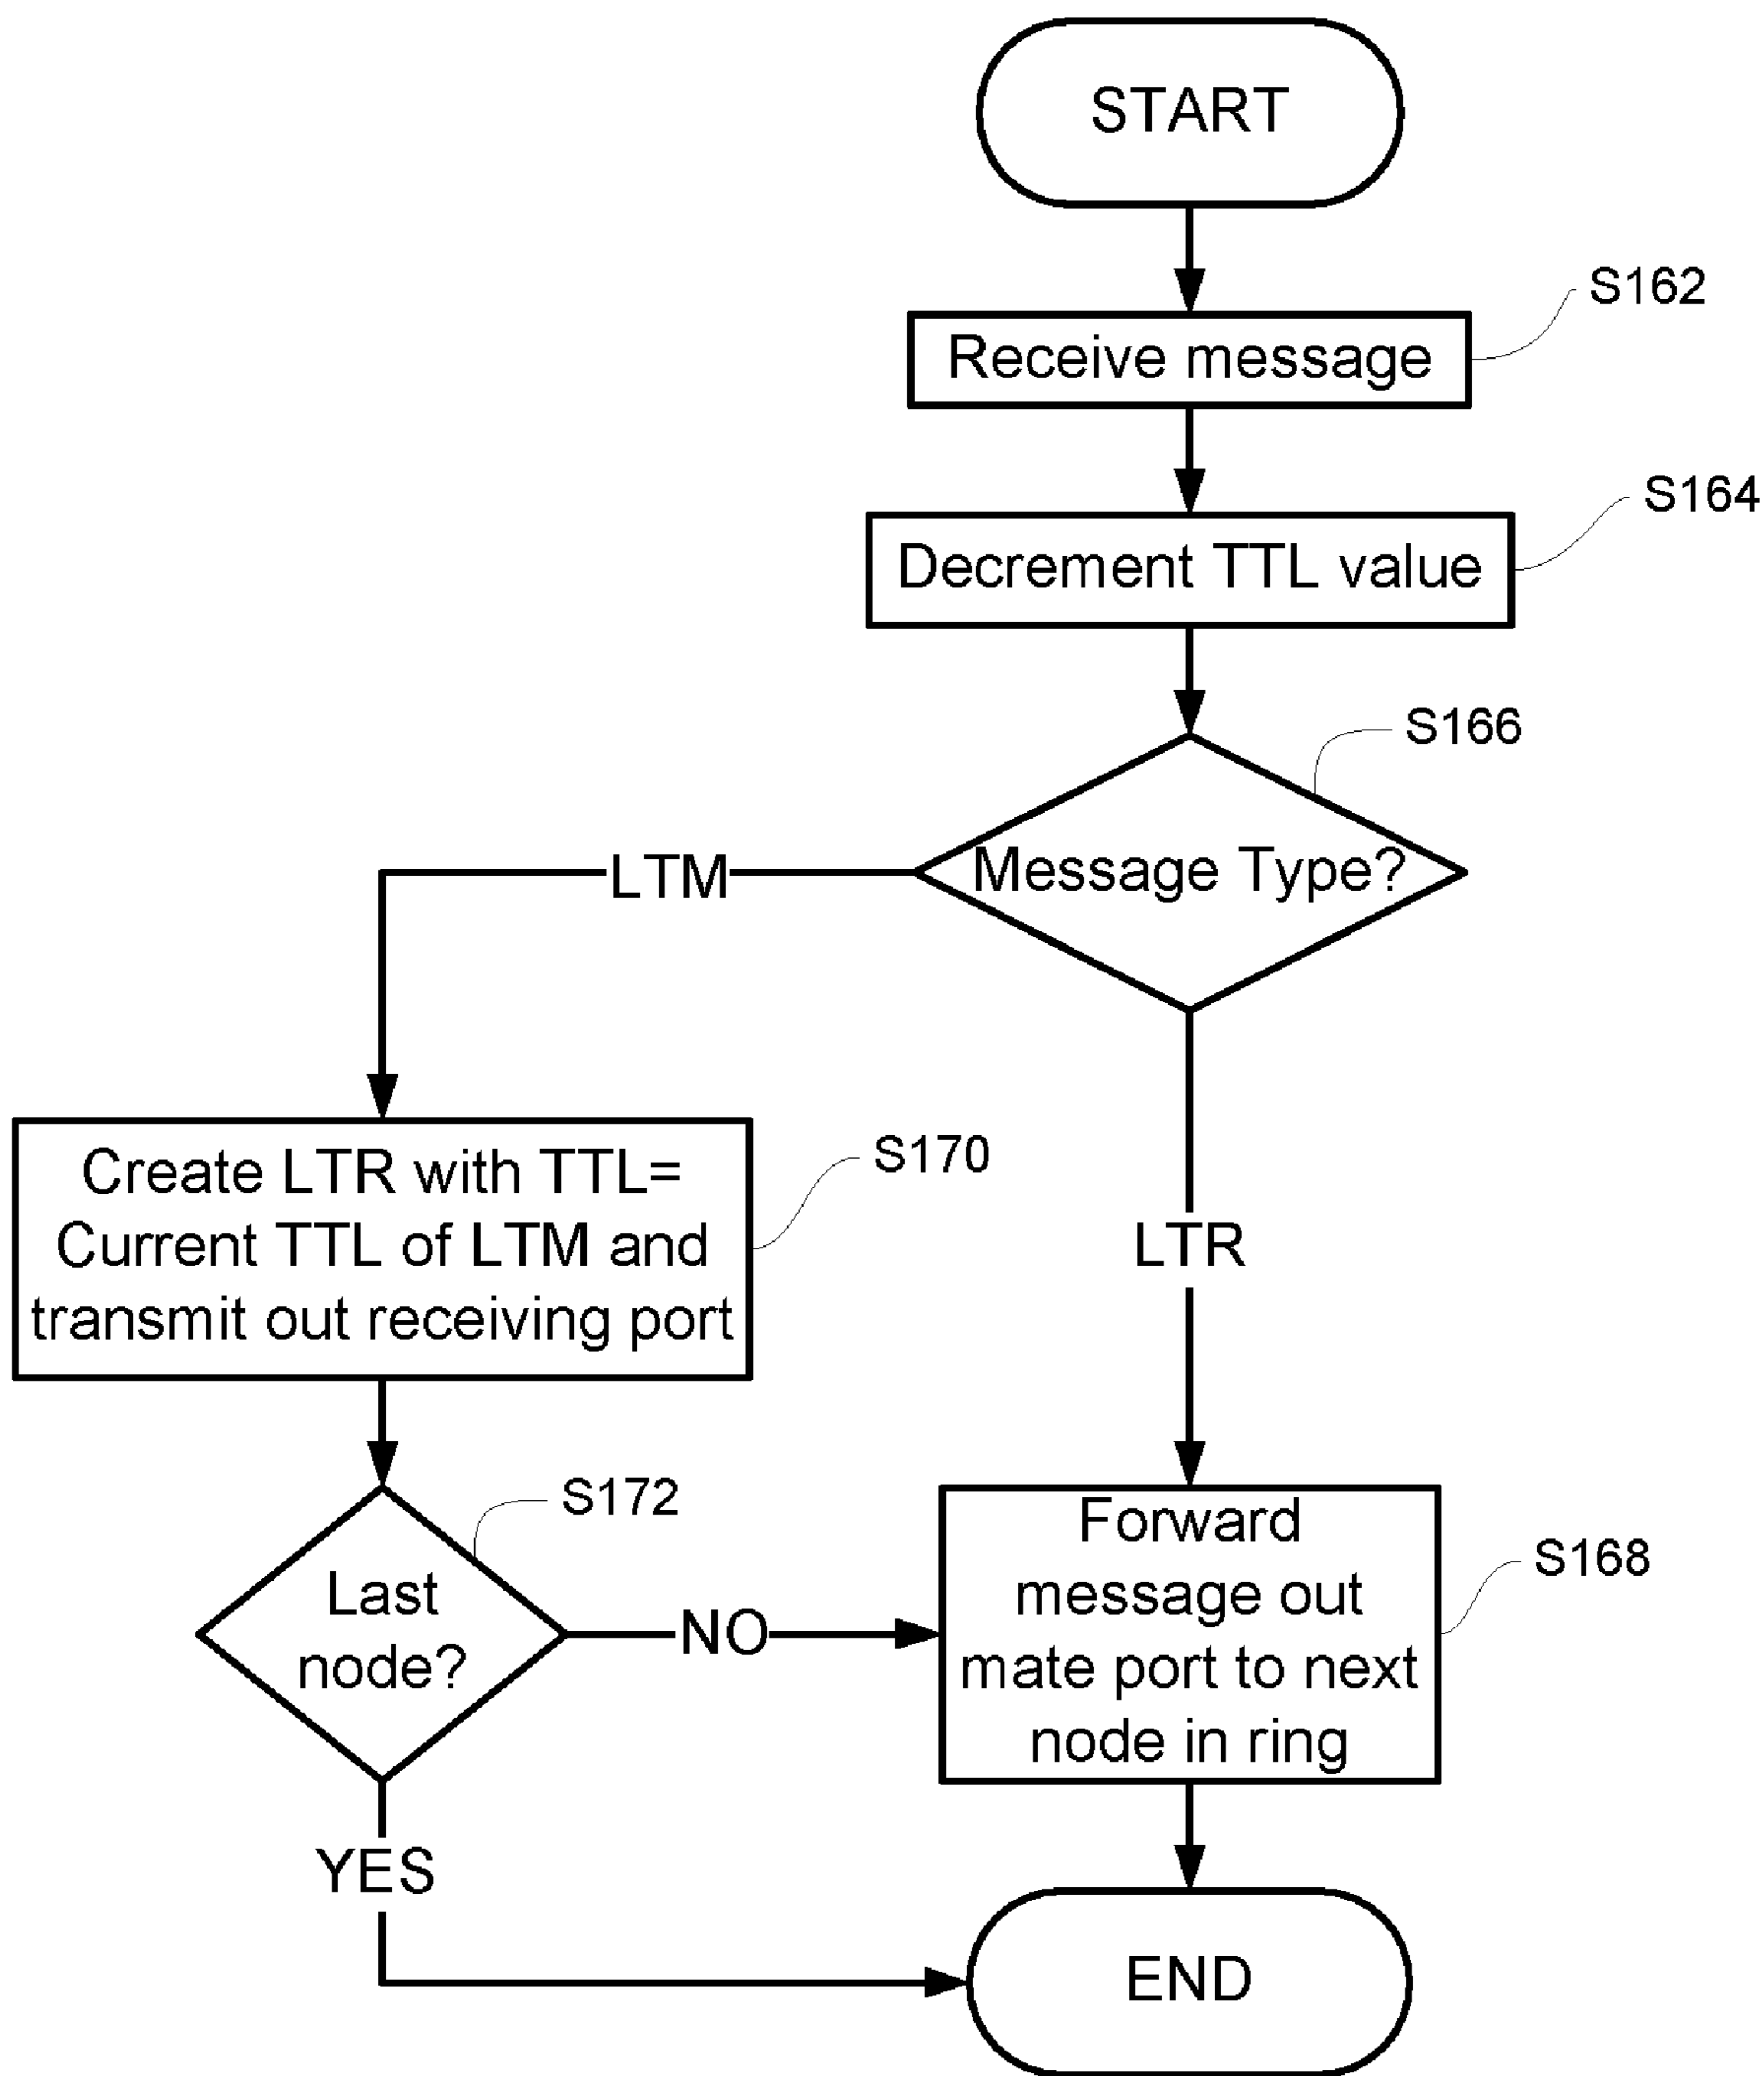 START
S162
Receive message
S164
Decrement TTL value
S166
Message Type?
LTM
S170
Create LTR with TTL=
Current TTL of LTM and
transmit out receiving port
LTR
S172
Last
node?
NO
S168
Forward
message out
mate port to next
node in ring
YES
END